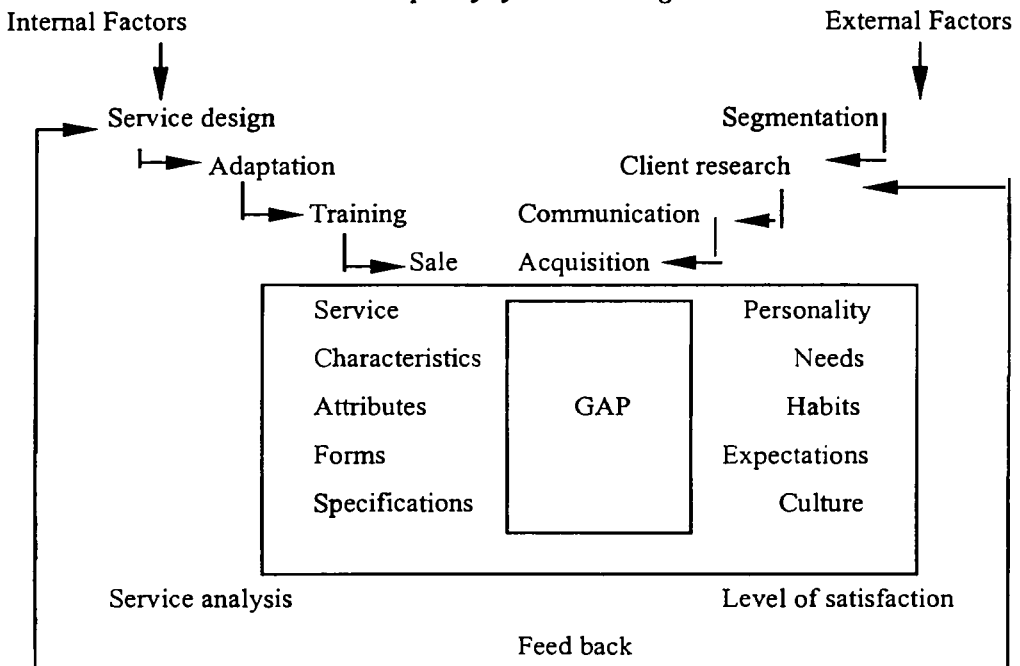 Internal Factors External Factors
Service design Segmentation
Adaptation Client research
Training Communication
Sale Acquisition
Service Personality
Characteristics Needs
Attributes GAP Habits
Forms Expectations
Specifications Culture
Service analysis Level of satisfaction
Feed back